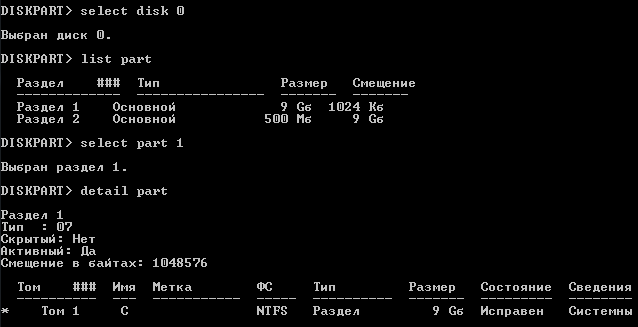 DISKPART> select disk 0
Выбран диск 0.
DISKPART> list part
Раздел ### Тип Размер Смещение
------------- ---------------- ------- --------
Раздел 1 Основной 9 Gб 1024 Kб
Раздел 2 Основной 500 Mб 9 Gб
DISKPART> select part 1
Выбран раздел 1.
DISKPART> detail part
Раздел 1
Тип : 07
Скрытый: Нет
Активный: Да
Смещение в байтах: 1048576
Том ### Имя Метка ФС Тип Размер Состояние Сведения
---------- --- ----------- ----- ---------- ------- --------- --------
* Том 1 C NTFS Раздел 9 Gб Исправен Системны